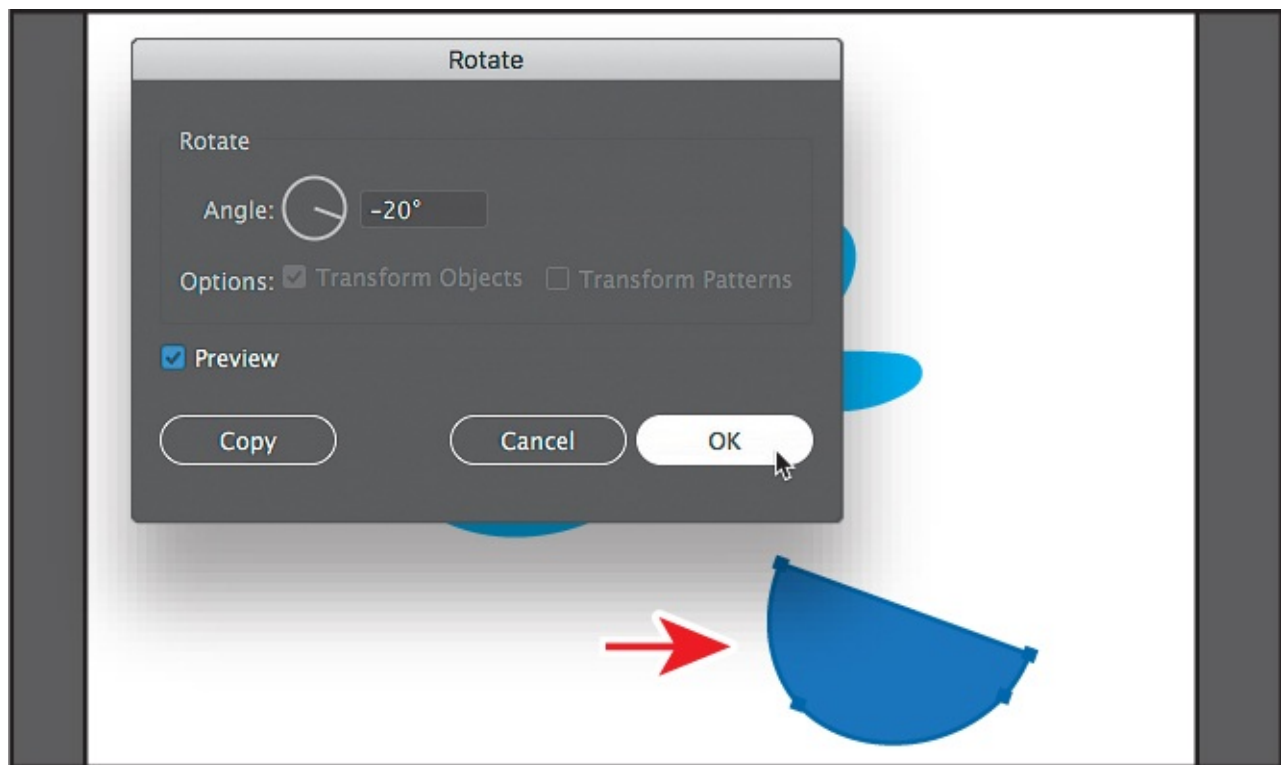 Rotate
Rotate
Angle: -20°
Options: Transform Objects Transform Patterns
Preview
Copy Cancel OK